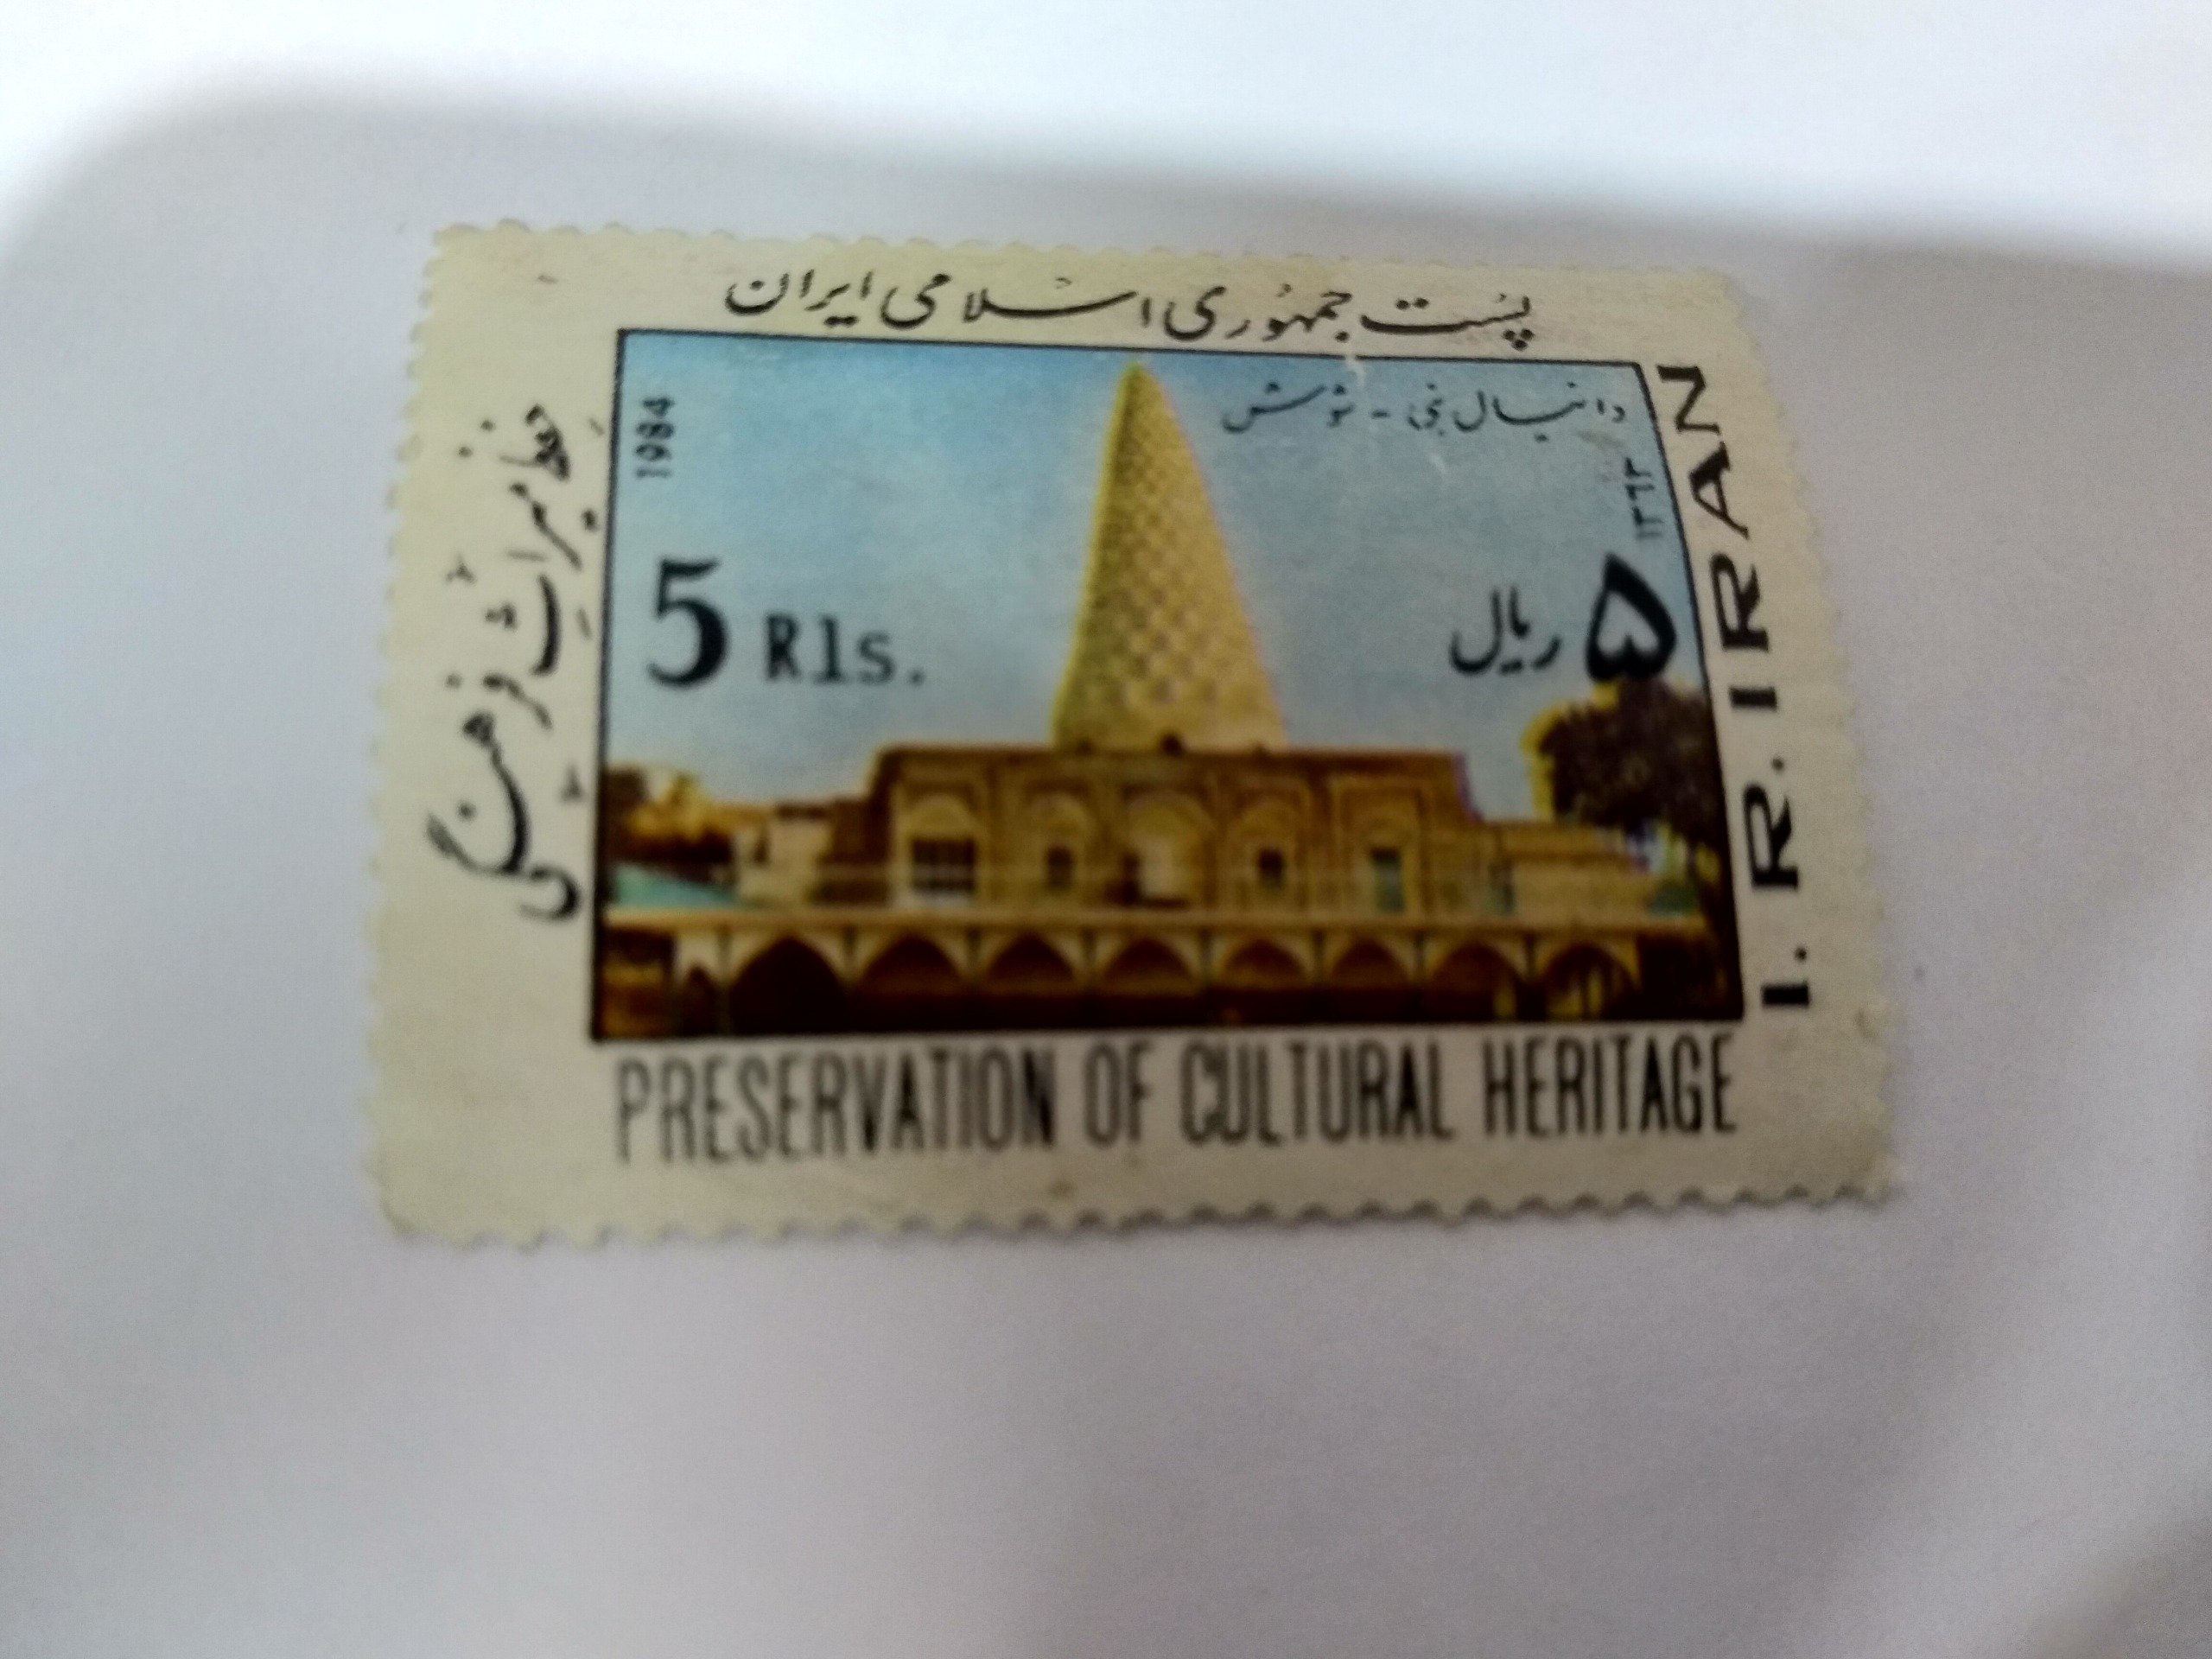 پست جمهوری اسلامی ایران
دانیال نبی - شوش
1984
۱۳۶۳
5 Rls.
۵ ریال
حفظ میراث فرهنگی
I. R. IRAN
PRESERVATION OF CULTURAL HERITAGE